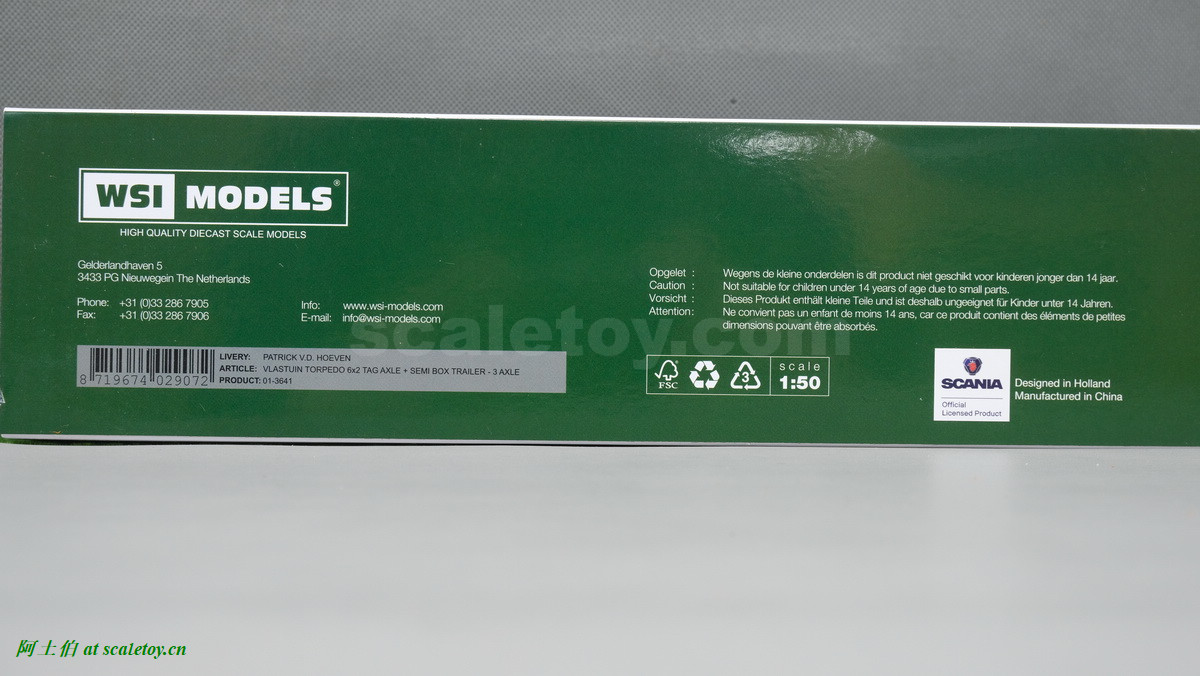 WSI MODELS®
HIGH QUALITY DIECAST SCALE MODELS
Gelderlandhaven 5
3433 PG Nieuwegein The Netherlands
Phone: +31 (0)33 286 7905
Fax: +31 (0)33 286 7906
Info: www.wsi-models.com
E-mail: info@wsi-models.com
8 719674 029072
LIVERY: PATRICK V.D. HOEVEN
ARTICLE: VLASTUIN TORPEDO 6x2 TAG AXLE + SEMI BOX TRAILER - 3 AXLE
PRODUCT: 01-3641
Opgelet : Wegens de kleine onderdelen is dit product niet geschikt voor kinderen jonger dan 14 jaar.
Caution : Not suitable for children under 14 years of age due to small parts.
Vorsicht : Dieses Produkt enthält kleine Teile und ist deshalb ungeeignet für Kinder unter 14 Jahren.
Attention: Ne convient pas un enfant de moins 14 ans, car ce produit contient des éléments de petites
dimensions pouvant être absorbés.
scaletoy.com
FSC
3
scale
1:50
SCANIA
Official
Licensed Product
Designed in Holland
Manufactured in China
阿土伯 at scaletoy.cn